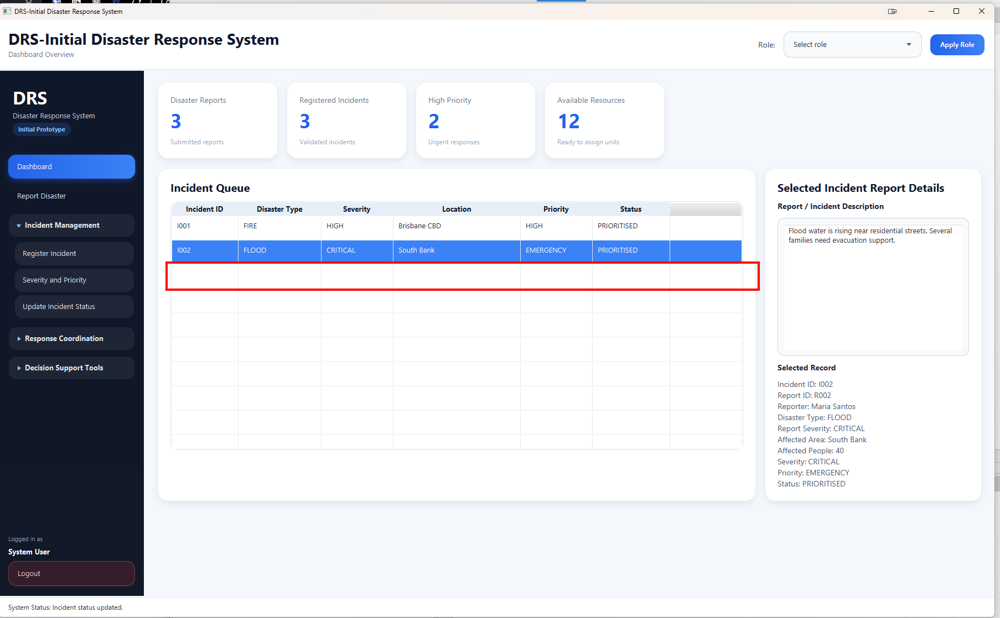 DRS-Initial Disaster Response System
DRS-Initial Disaster Response System
Dashboard Overview
Role:
Select role
Apply Role
DRS
Disaster Response System
Initial Prototype
Dashboard
Report Disaster
Incident Management
Register Incident
Severity and Priority
Update Incident Status
Response Coordination
Decision Support Tools
Logged in as
System User
Logout
Disaster Reports
3
Submitted reports
Registered Incidents
3
Validated incidents
High Priority
2
Urgent responses
Available Resources
12
Ready to assign units
Incident Queue
Incident ID Disaster Type Severity Location Priority Status
I001 FIRE HIGH Brisbane CBD HIGH PRIORITISED
I002 FLOOD CRITICAL South Bank EMERGENCY PRIORITISED
Selected Incident Report Details
Report / Incident Description
Flood water is rising near residential streets. Several
families need evacuation support.
Selected Record
Incident ID: I002
Report ID: R002
Reporter: Maria Santos
Disaster Type: FLOOD
Report Severity: CRITICAL
Affected Area: South Bank
Affected People: 40
Severity: CRITICAL
Priority: EMERGENCY
Status: PRIORITISED
System Status: Incident status updated.